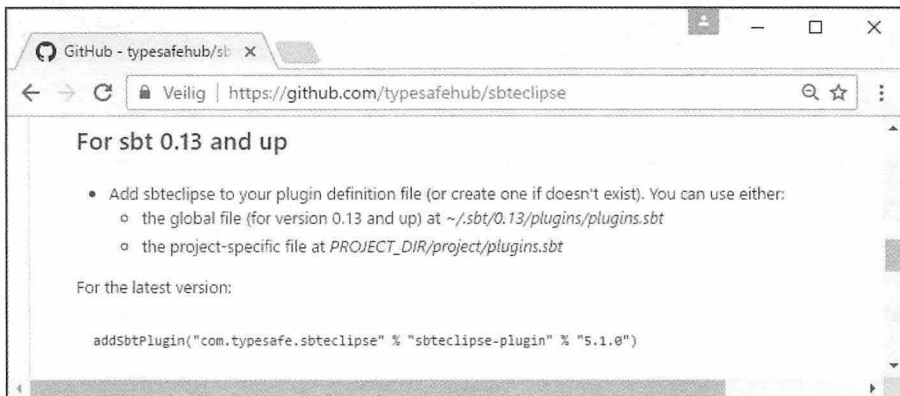 GitHub - typesafehub/sb
Veilig | https://github.com/typesafehub/sbteclipse
For sbt 0.13 and up
• Add sbteclipse to your plugin definition file (or create one if doesn't exist). You can use either:
○ the global file (for version 0.13 and up) at ~/.sbt/0.13/plugins/plugins.sbt
○ the project-specific file at PROJECT_DIR/project/plugins.sbt
For the latest version:
addSbtPlugin("com.typesafe.sbteclipse" % "sbteclipse-plugin" % "5.1.0")